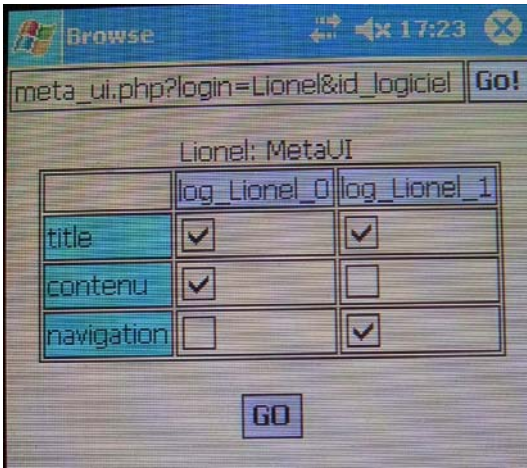 Browse 17:23
meta_ui.php?login=Lionel&id_logiciel Go!
Lionel: MetaUI
log_Lionel_0 log_Lionel_1
title
contenu
navigation
GO